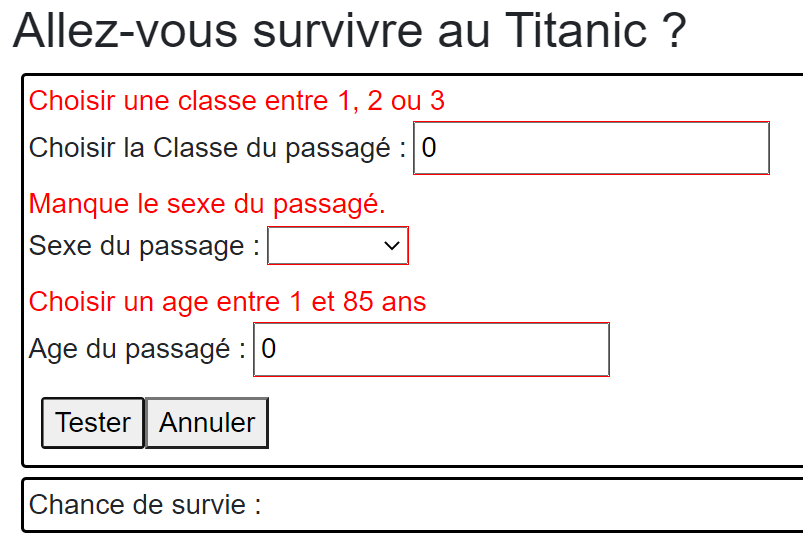 Allez-vous survivre au Titanic ?
Choisir une classe entre 1, 2 ou 3
Choisir la Classe du passagé : 0
Manque le sexe du passagé.
Sexe du passage :
Choisir un age entre 1 et 85 ans
Age du passagé : 0
Tester Annuler
Chance de survie :